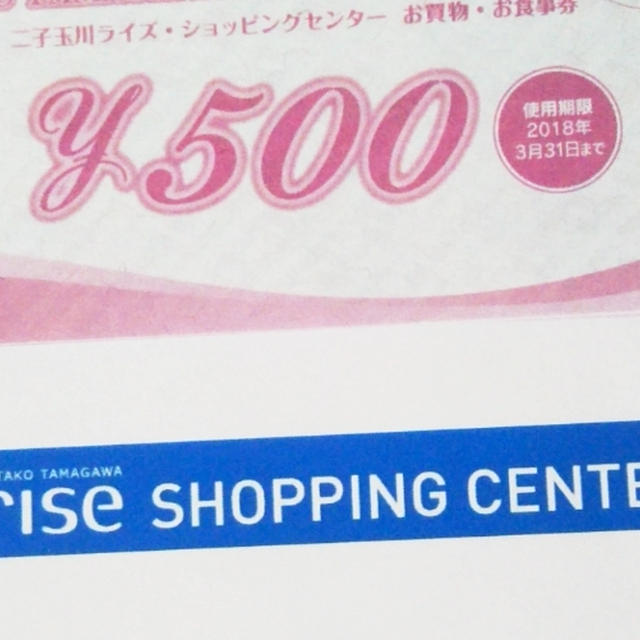 二子玉川ライズ・ショッピングセンター お買物・お食事券
¥500
使用期限
2018年
3月31日まで
TAKO TAMAGAWA
rise SHOPPING CENTE